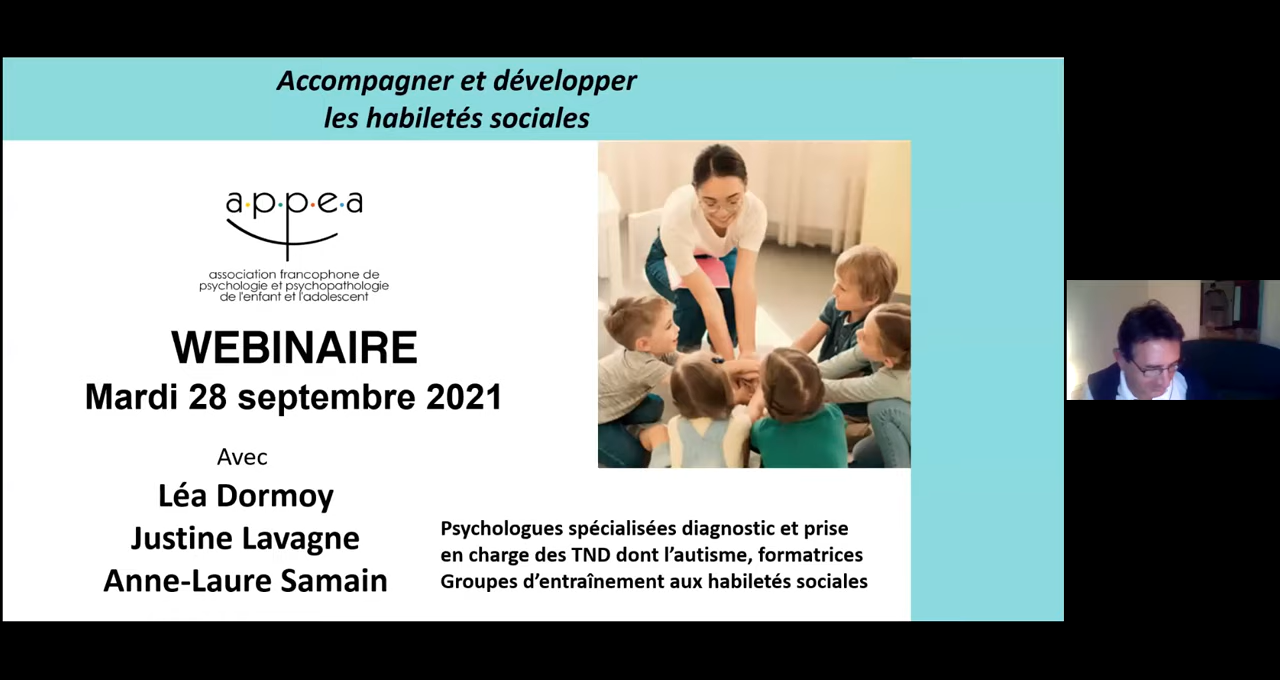 Accompagner et développer
les habiletés sociales
a·p·p·e·a
association francophone de
psychologie et psychopathologie
de l'enfant et l'adolescent
WEBINAIRE
Mardi 28 septembre 2021
Avec
Léa Dormoy
Justine Lavagne
Anne-Laure Samain
Psychologues spécialisées diagnostic et prise
en charge des TND dont l’autisme, formatrices
Groupes d’entraînement aux habiletés sociales